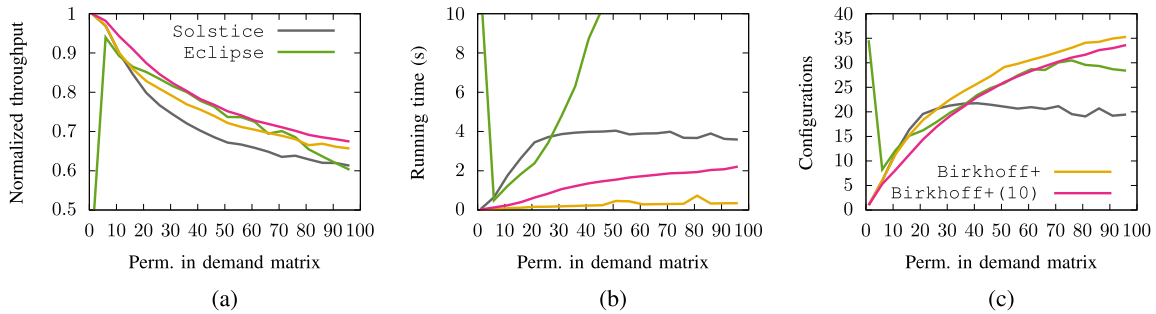 Normalized throughput
1
0.9
0.8
0.7
0.6
0.5
Solstice
Eclipse
0 10 20 30 40 50 60 70 80 90 100
Perm. in demand matrix
(a)
Running time (s)
10
8
6
4
2
0
0 10 20 30 40 50 60 70 80 90 100
Perm. in demand matrix
(b)
Configurations
40
35
30
25
20
15
10
5
0
Birkhoff+
Birkhoff+(10)
0 10 20 30 40 50 60 70 80 90 100
Perm. in demand matrix
(c)